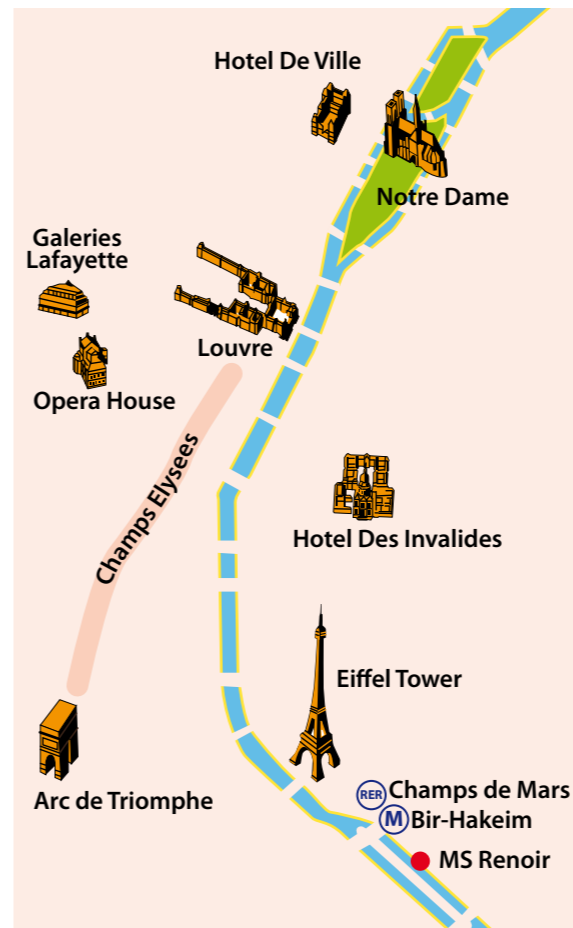 Hotel De Ville
Notre Dame
Galeries
Lafayette
Louvre
Opera House
Champs Elysees
Hotel Des Invalides
Eiffel Tower
Arc de Triomphe
RER Champs de Mars
M Bir-Hakeim
MS Renoir